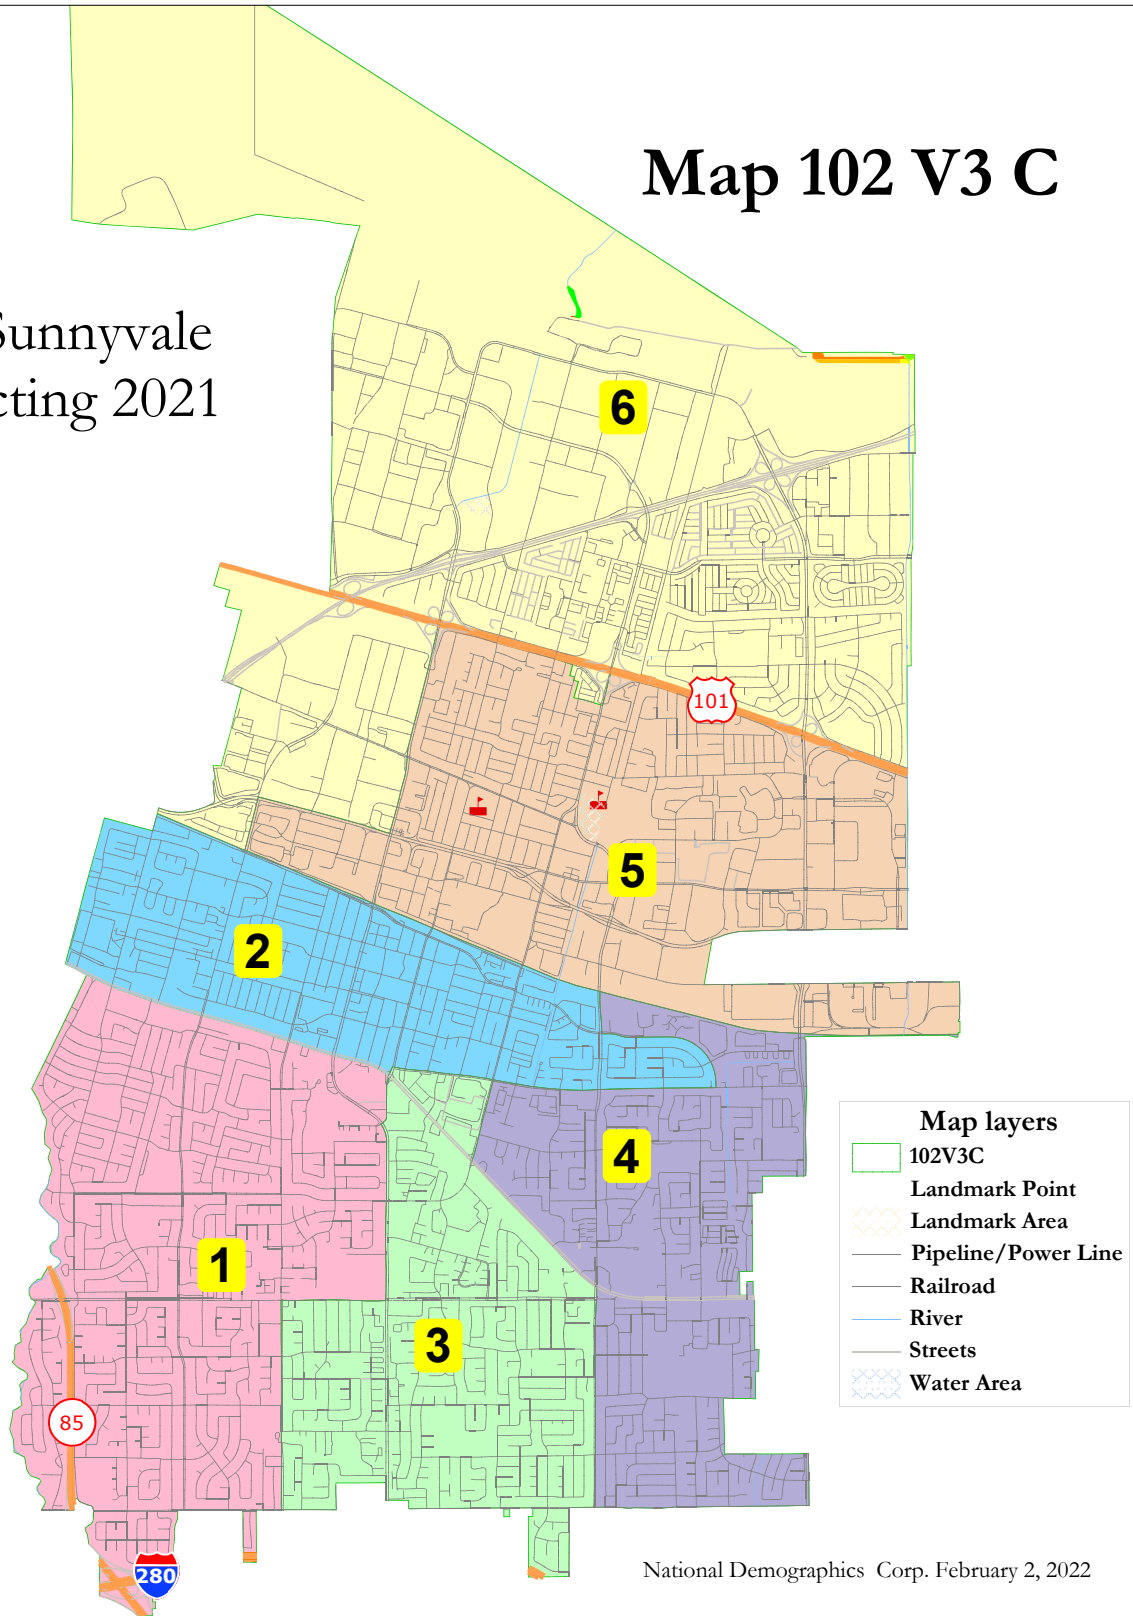 Map 102 V3 C
Sunnyvale
cting 2021
6
101
5
2
4
1
3
85
280
Map layers
102V3C
Landmark Point
Landmark Area
Pipeline/Power Line
Railroad
River
Streets
Water Area
National Demographics Corp. February 2, 2022